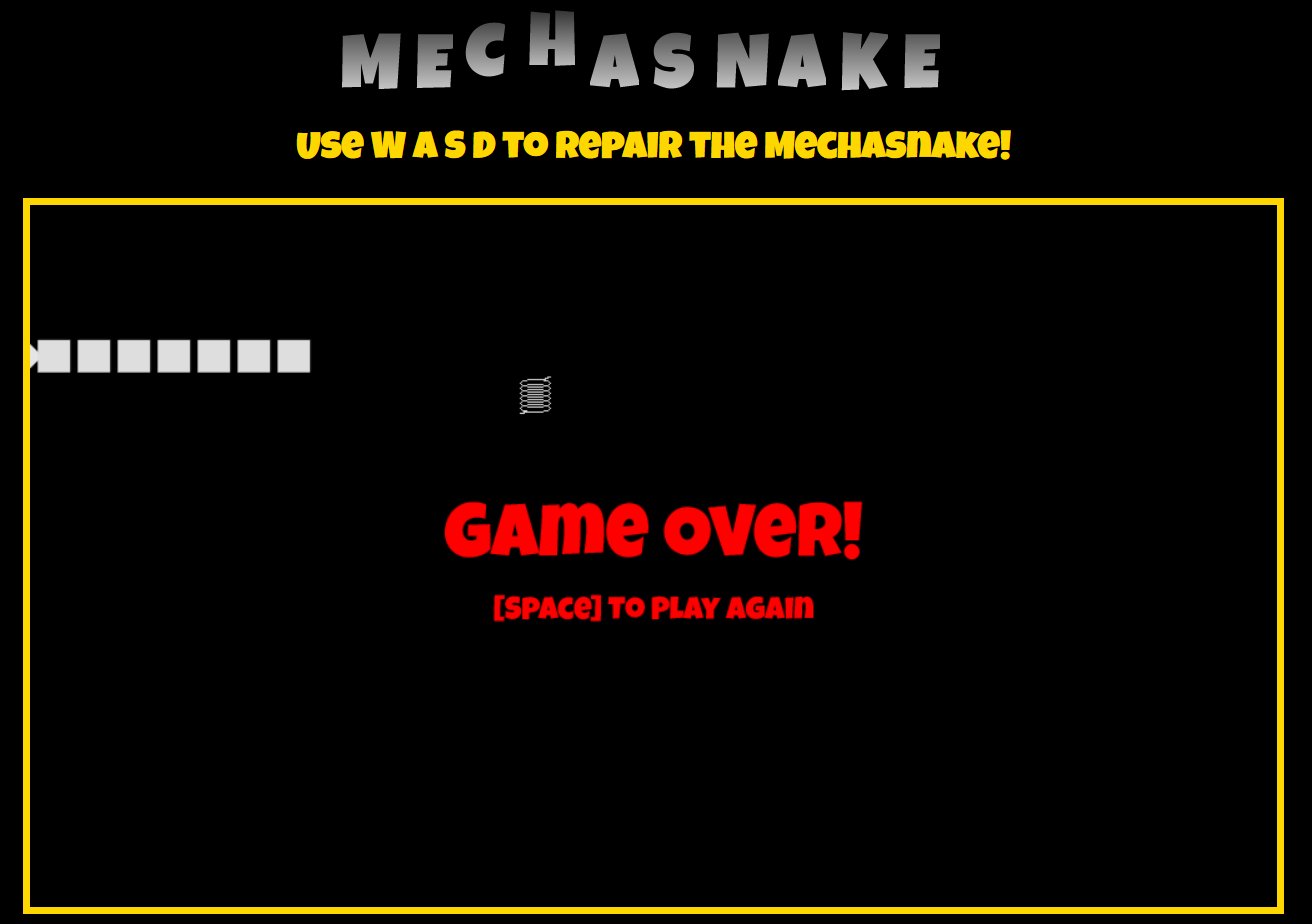 MECHASNAKE
Use W A S D to repair the Mechasnake!
Game Over!
[Space] to play again